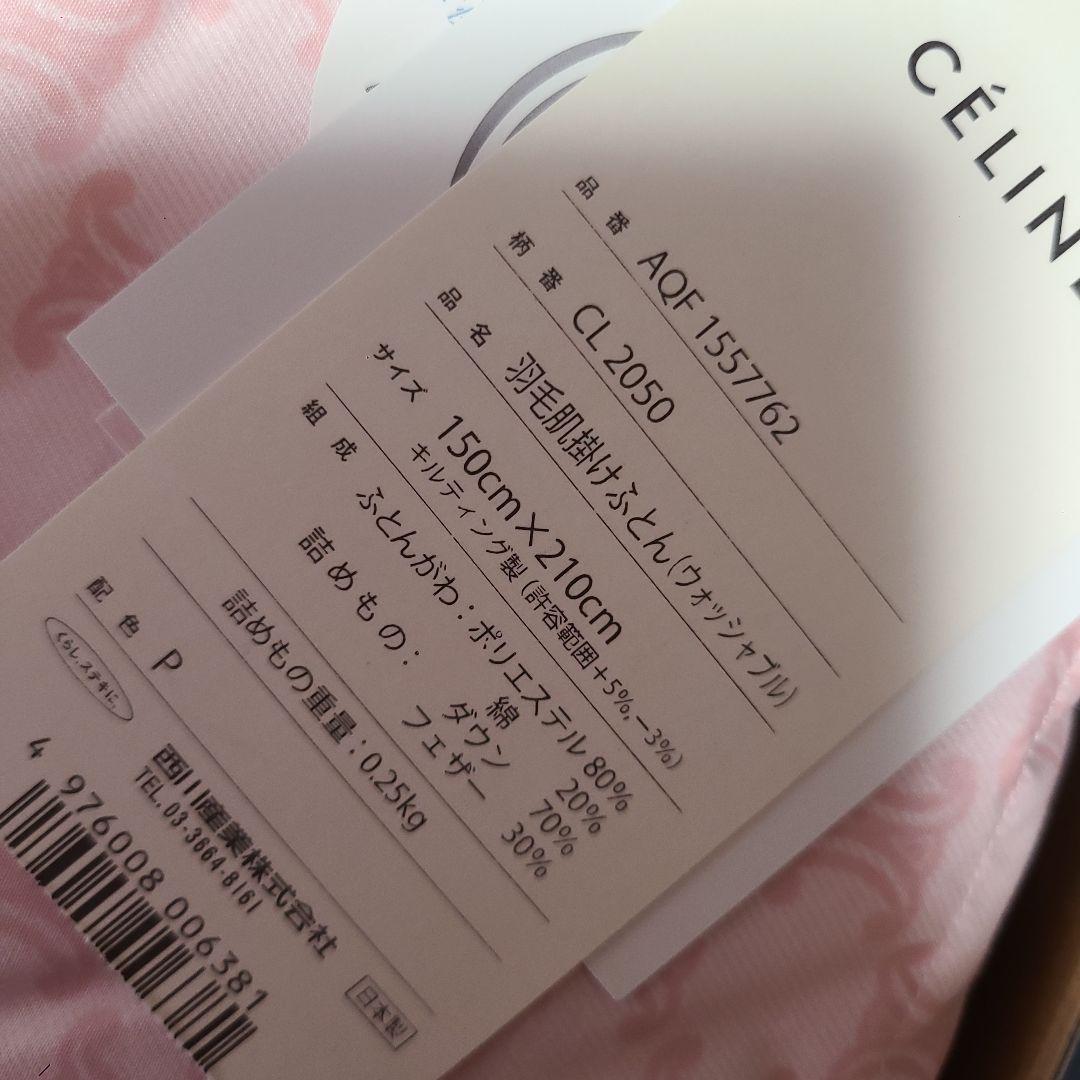 CÉLINE
品番 AQF 1557762
柄番 CL 2050
品名 羽毛肌掛けふとん(ウォッシャブル)
サイズ 150cm×210cm
キルティング製(許容範囲+5%,−3%)
組成 ふとんがわ:ポリエステル 80%
綿 20%
詰めもの: ダウン 70%
フェザー 30%
詰めもの重量:0.25kg
配色 P
くらし、ステキに。
西川産業株式会社
TEL.03-3664-8161
日本製
4 976008 006381